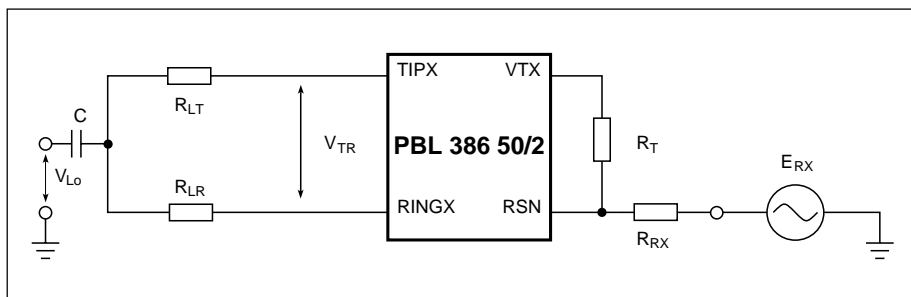 TIPX VTX
R_LT
C
V_TR
PBL 386 50/2
R_T
E_RX
V_Lo
R_LR
RINGX RSN
R_RX